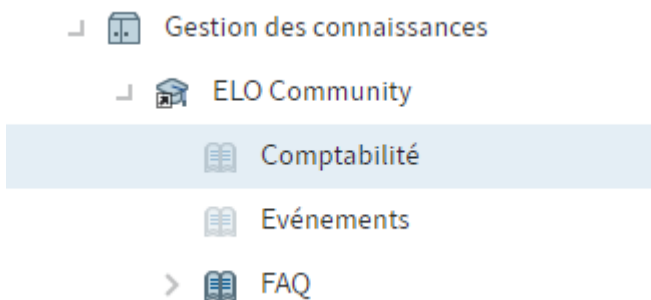 Gestion des connaissances
ELO Community
Comptabilité
Evénements
FAQ